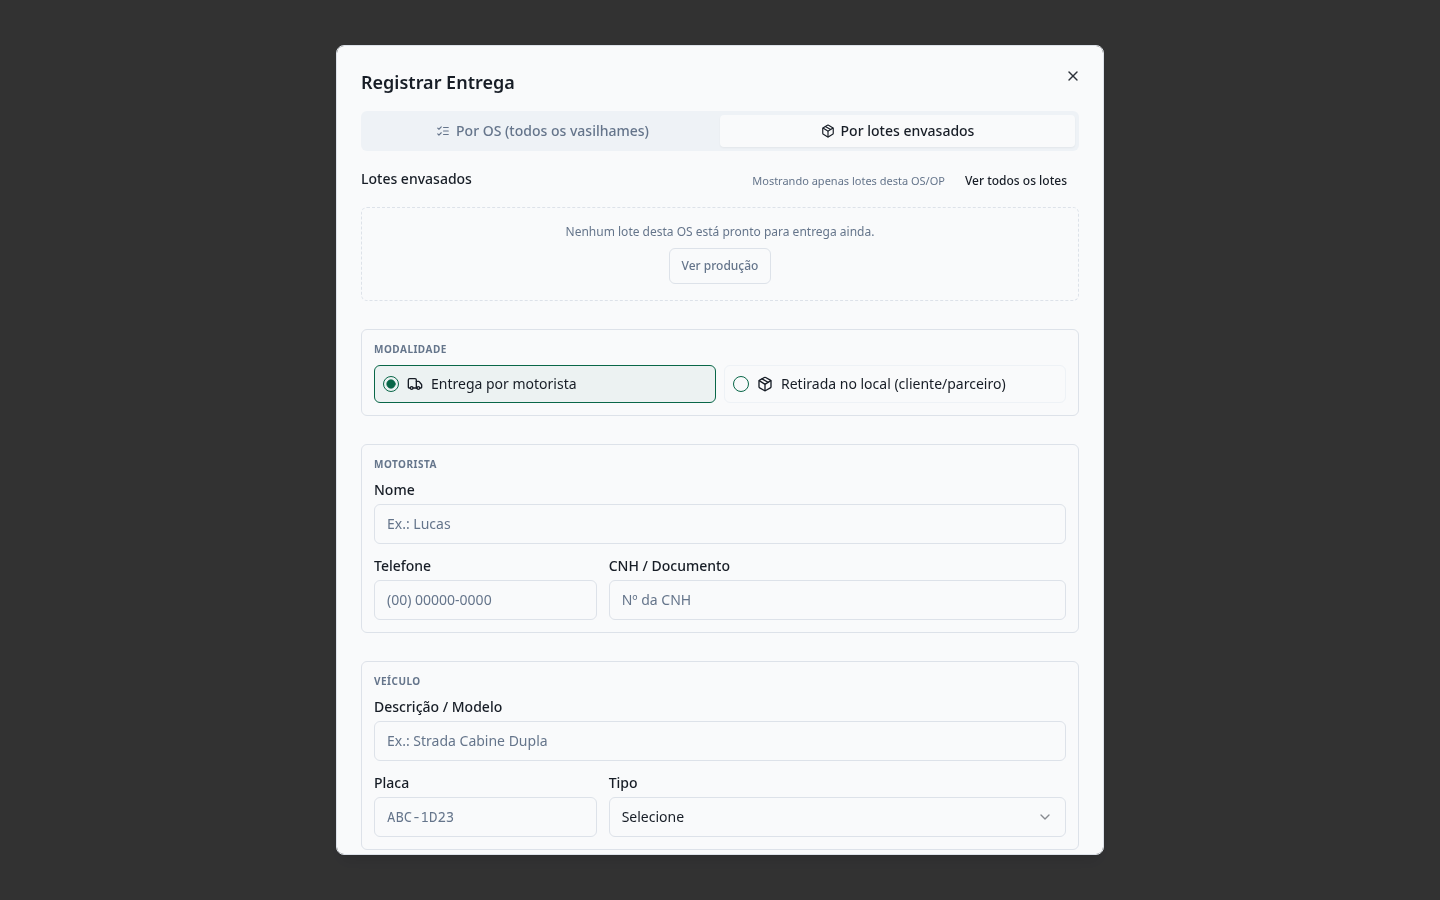 Registrar Entrega
Por OS (todos os vasilhames)
Por lotes envasados
Lotes envasados
Mostrando apenas lotes desta OS/OP
Ver todos os lotes
Nenhum lote desta OS está pronto para entrega ainda.
Ver produção
MODALIDADE
Entrega por motorista
Retirada no local (cliente/parceiro)
MOTORISTA
Nome
Ex.: Lucas
Telefone
CNH / Documento
(00) 00000-0000
Nº da CNH
VEÍCULO
Descrição / Modelo
Ex.: Strada Cabine Dupla
Placa
Tipo
ABC-1D23
Selecione